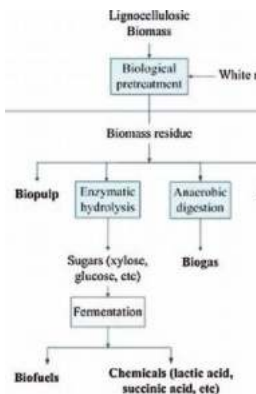 Lignocellulosic
Biomass
Biological
pretreatment
White
Biomass residue
Biopulp
Enzymatic
hydrolysis
Anaerobic
digestion
Sugars (xylose,
glucose, etc)
Biogas
Fermentation
Biofuels
Chemicals (lactic acid,
succinic acid, etc)